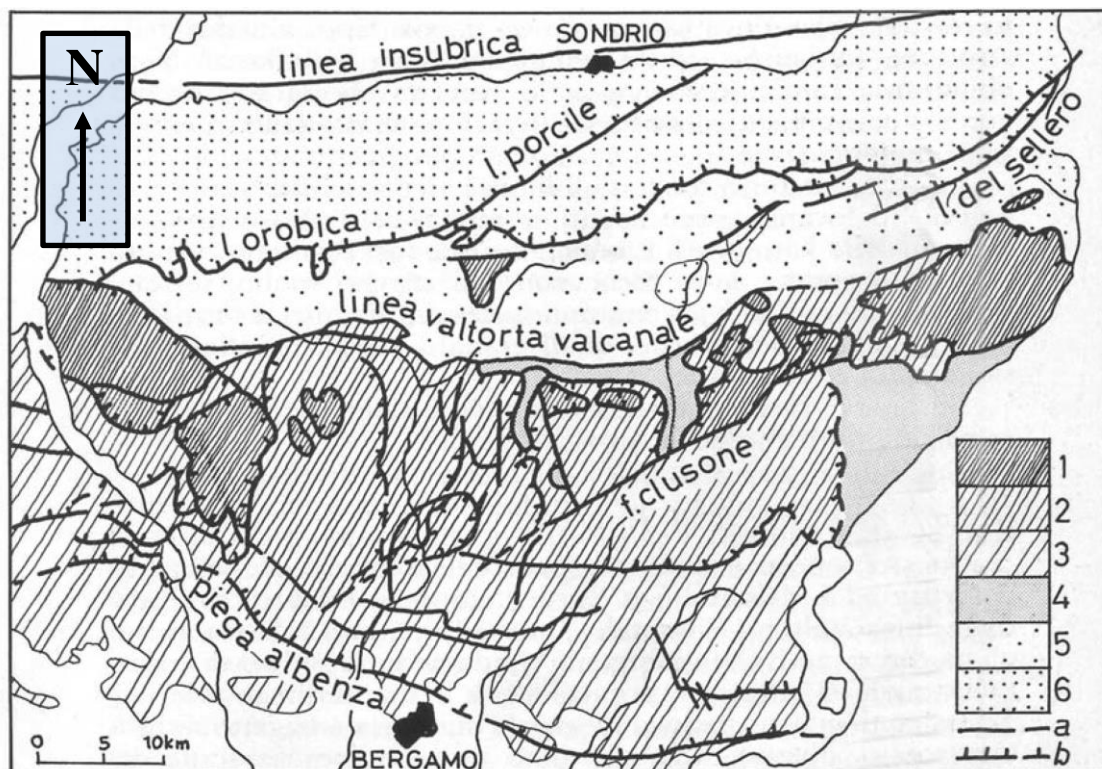 N
linea insubrica
SONDRIO
l. porcile
l. del sellero
l. orobica
linea valtorta valcanale
f. clusone
piega albenza
1
2
3
4
5
6
a
b
0 5 10km
BERGAMO